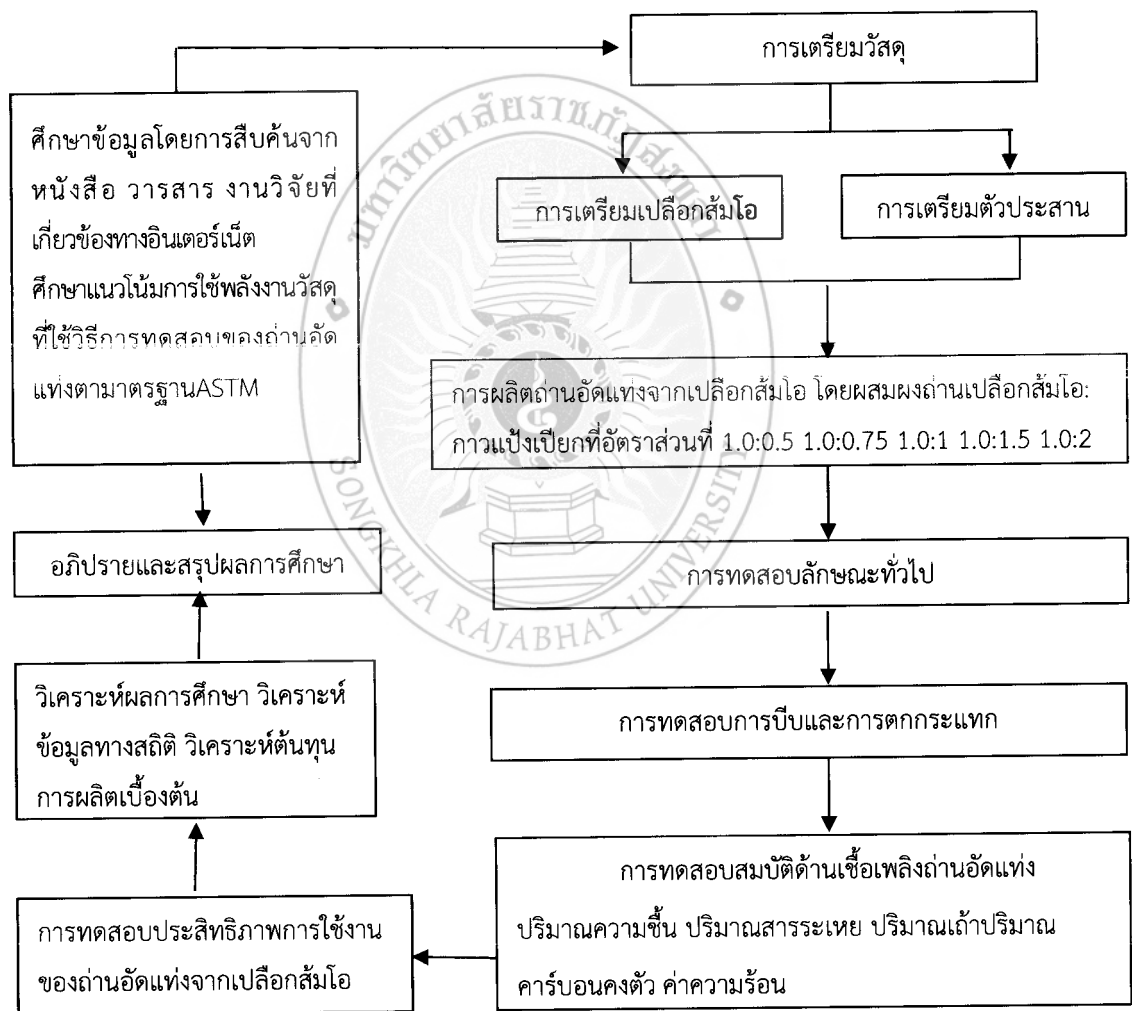 การเตรียมวัสดุ
ศึกษาข้อมูลโดยการสืบค้นจาก
หนังสือ วารสาร งานวิจัยที่
เกี่ยวข้องทางอินเตอร์เน็ต
ศึกษาแนวโน้มการใช้พลังงานวัสดุ
ที่ใช้วิธีการทดสอบของถ่านอัด
แท่งตามาตรฐานASTM
การเตรียมเปลือกส้มโอ
การเตรียมตัวประสาน
การผลิตถ่านอัดแท่งจากเปลือกส้มโอ โดยผสมผงถ่านเปลือกส้มโอ:
กาวแป้งเปียกที่อัตราส่วนที่ 1.0:0.5 1.0:0.75 1.0:1 1.0:1.5 1.0:2
การทดสอบลักษณะทั่วไป
การทดสอบการบีบและการตกกระแทก
การทดสอบสมบัติด้านเชื้อเพลิงถ่านอัดแท่ง
ปริมาณความชื้น ปริมาณสารระเหย ปริมาณเถ้าปริมาณ
คาร์บอนคงตัว ค่าความร้อน
การทดสอบประสิทธิภาพการใช้งาน
ของถ่านอัดแท่งจากเปลือกส้มโอ
วิเคราะห์ผลการศึกษา วิเคราะห์
ข้อมูลทางสถิติ วิเคราะห์ต้นทุน
การผลิตเบื้องต้น
อภิปรายและสรุปผลการศึกษา
มหาวิทยาลัยราชภัฏสงขลา
SONGKHLA RAJABHAT UNIVERSITY